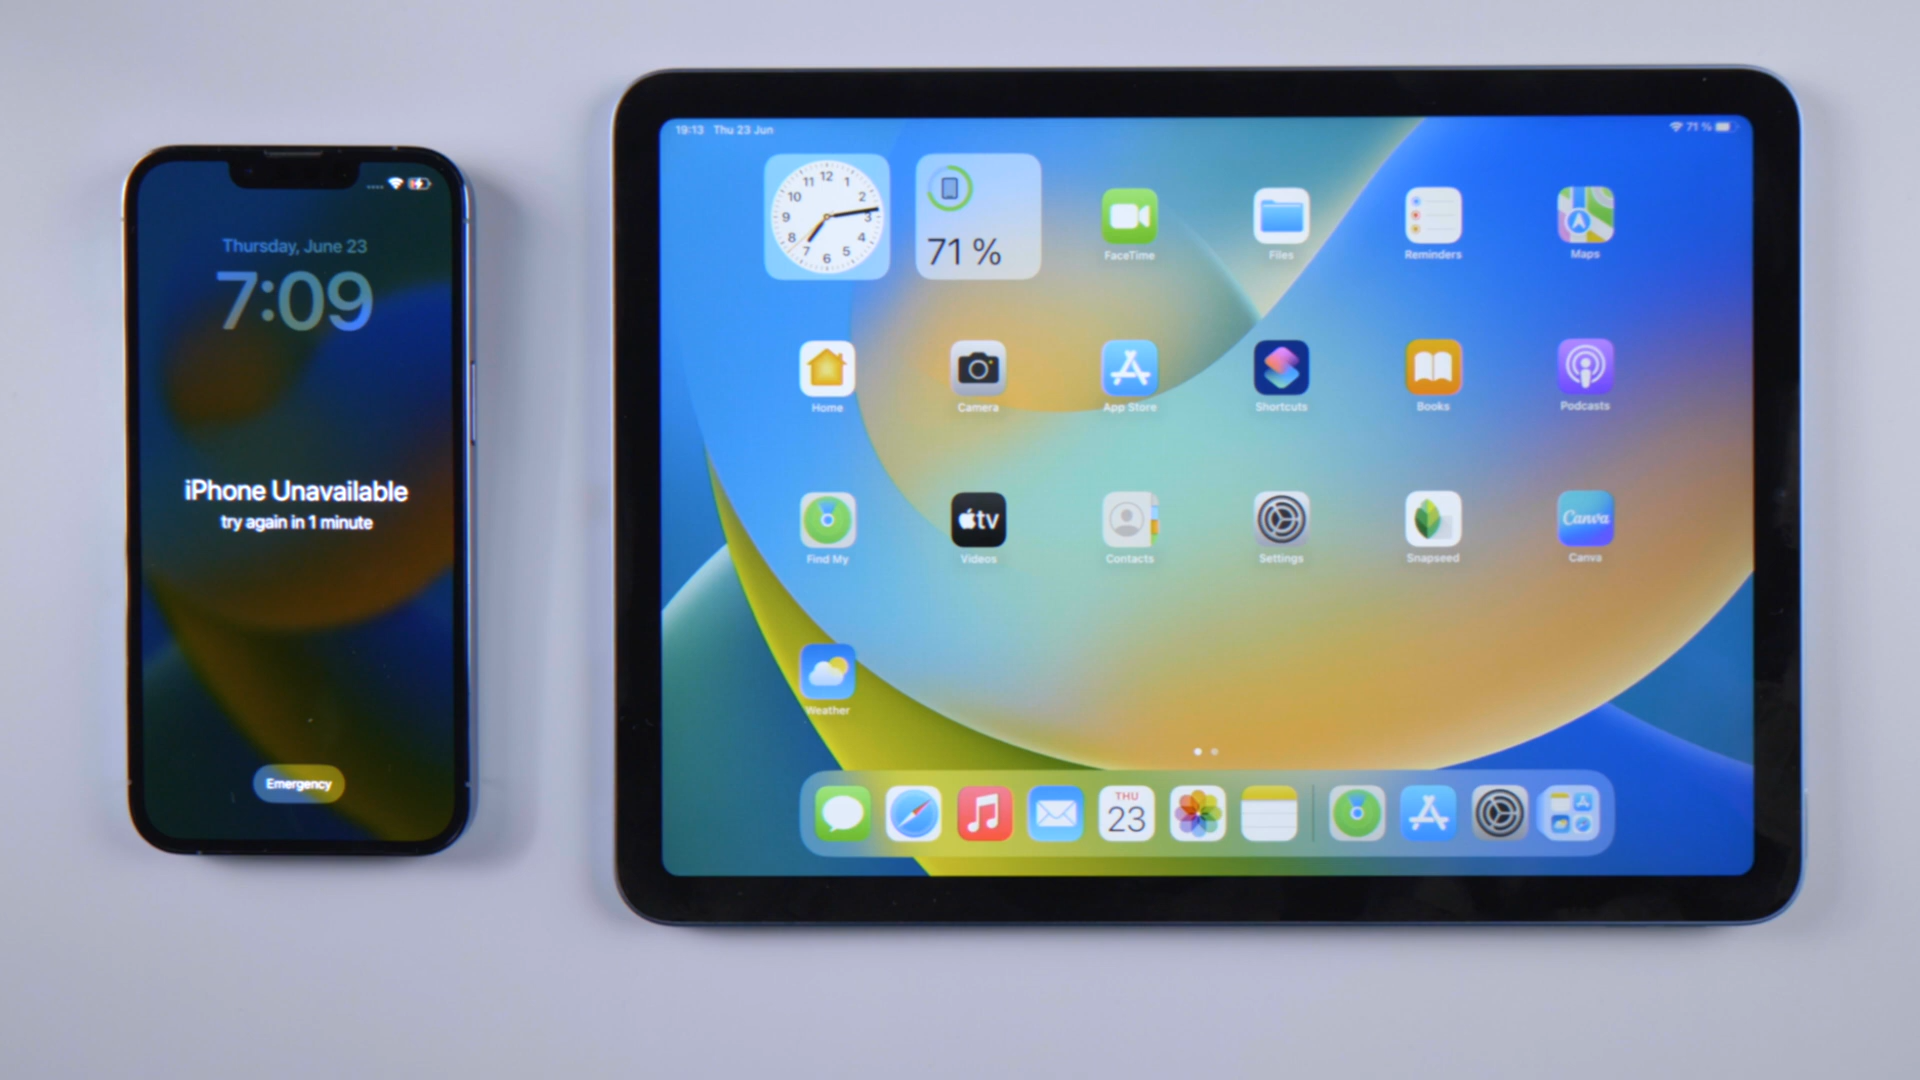 Thursday, June 23
7:09
iPhone Unavailable
try again in 1 minute
Emergency
19:13 Thu 23 Jun
71 %
12
1
2
3
4
5
6
7
8
9
10
11
71 %
FaceTime
Files
Reminders
Maps
Home
Camera
App Store
Shortcuts
Books
Podcasts
tv
Canva
Find My
Videos
Contacts
Settings
Snapseed
Canva
Weather
THU
23